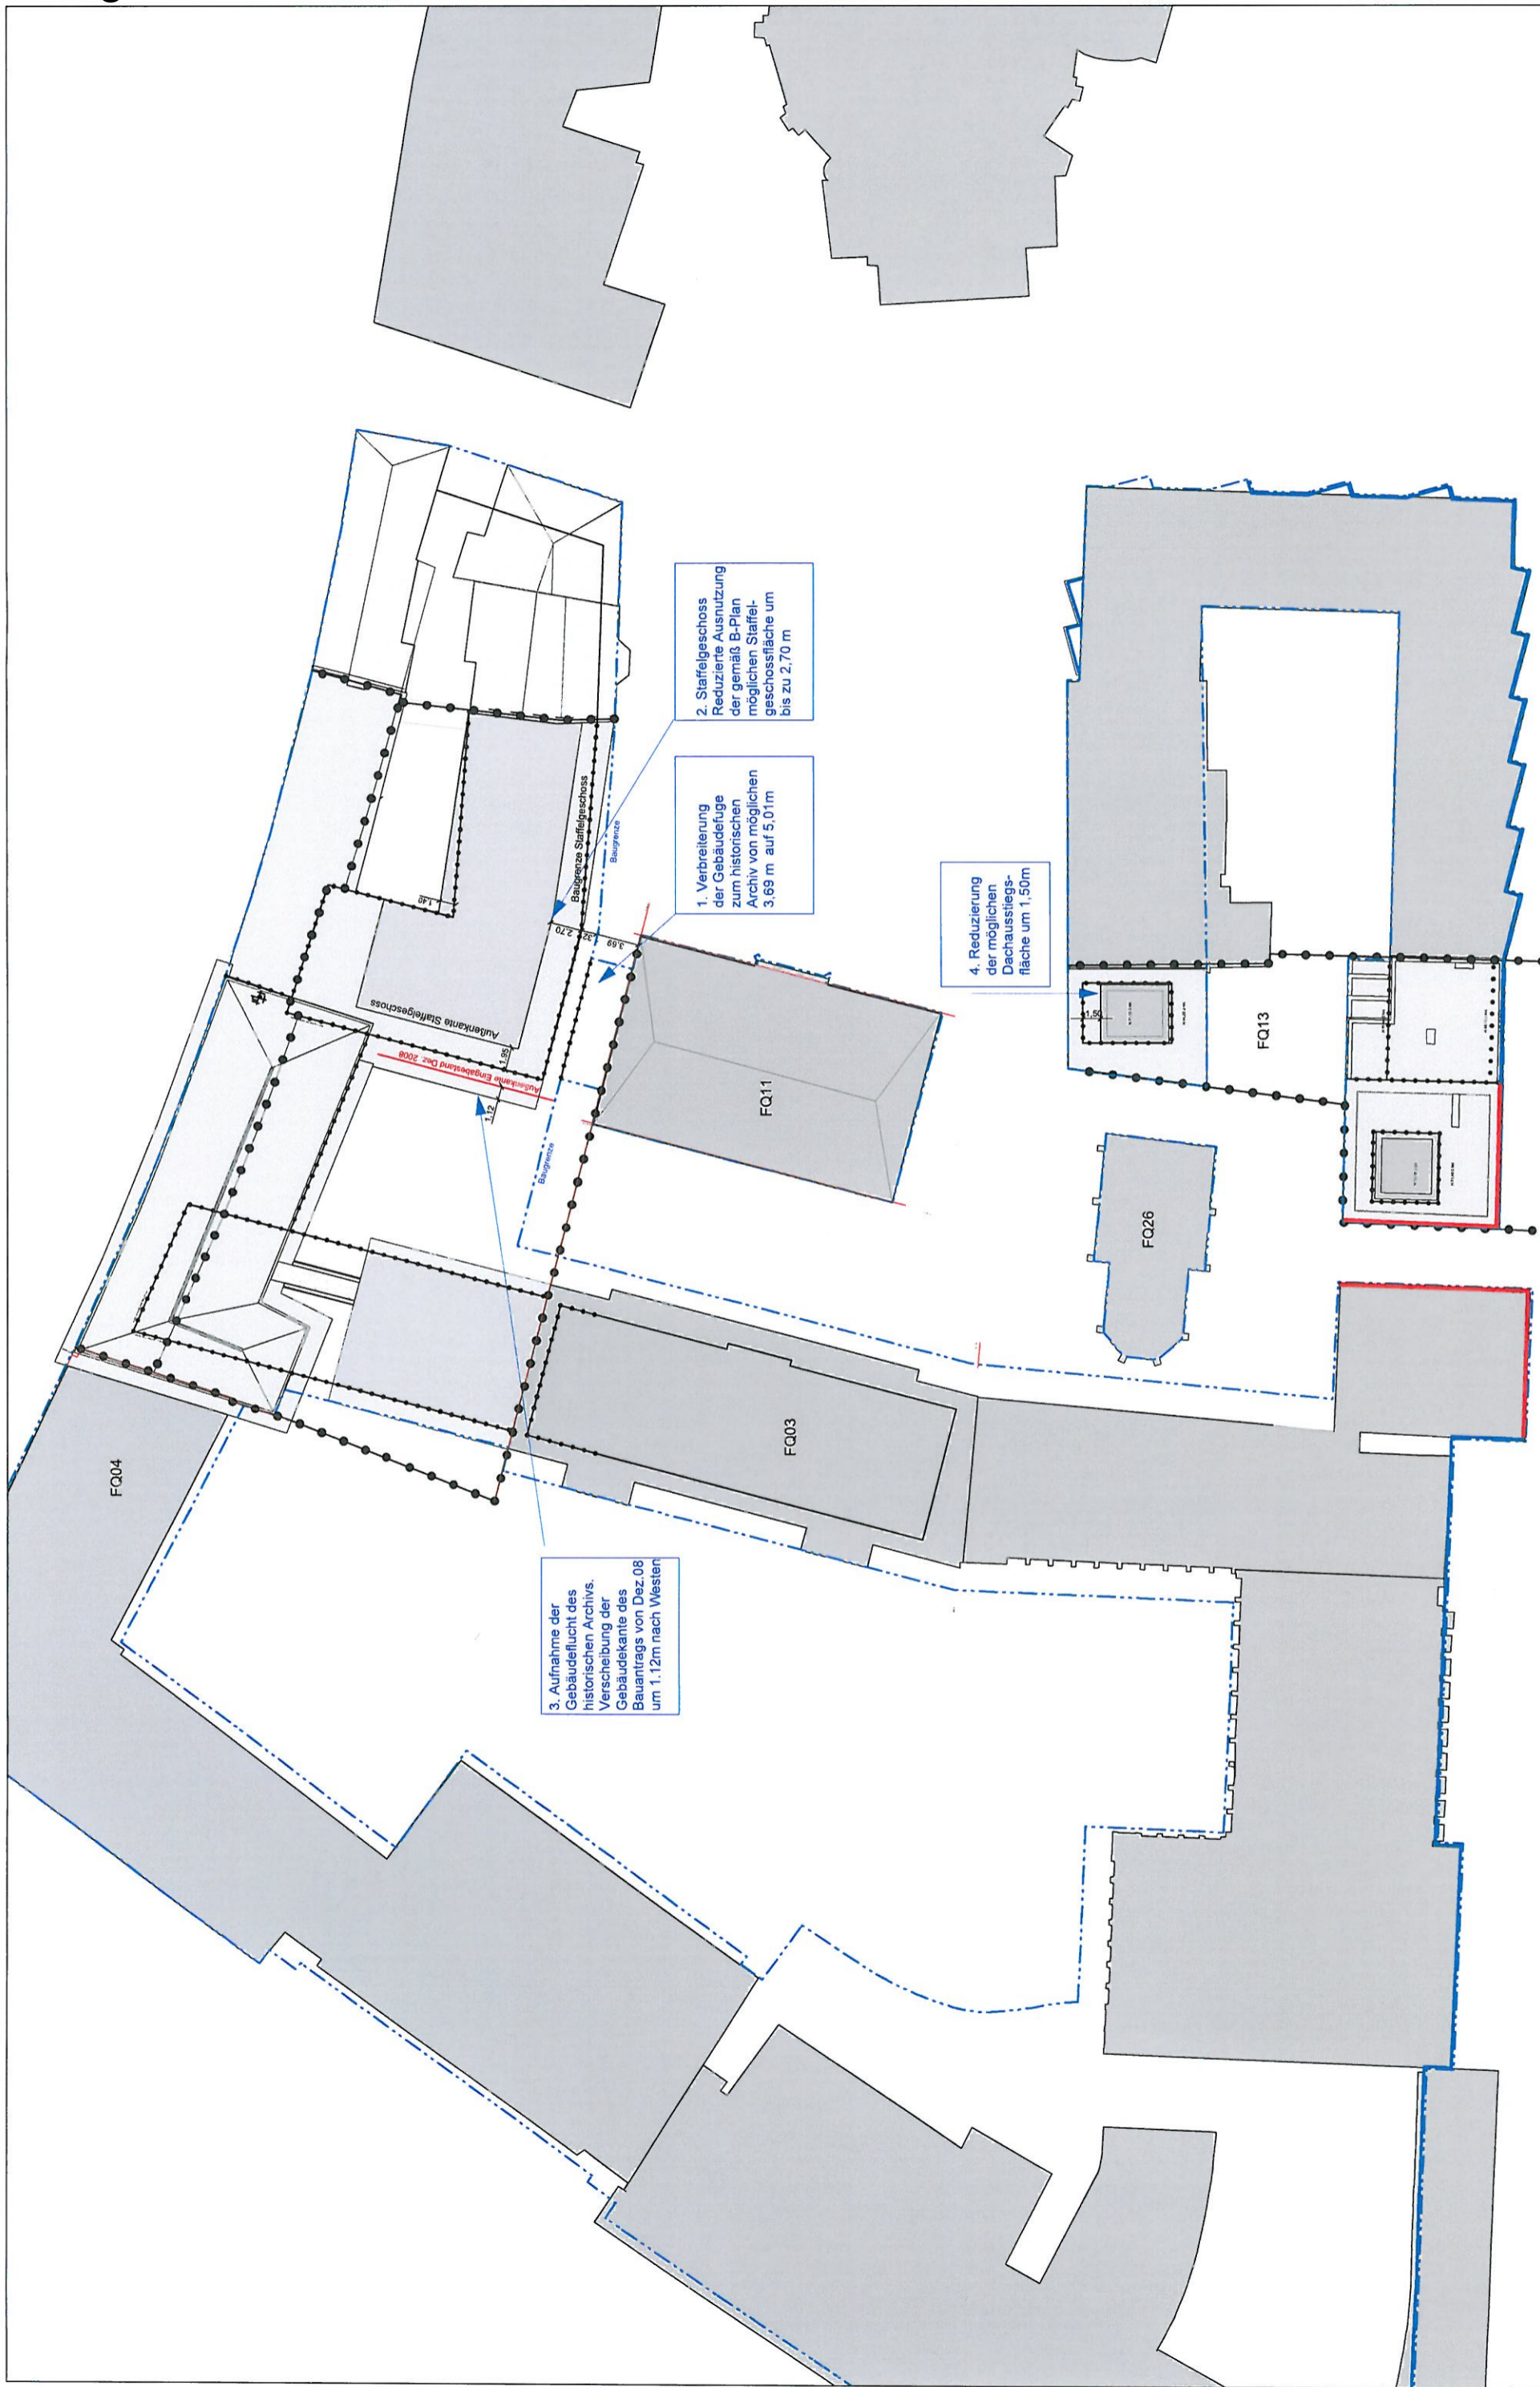 3. Aufnahme der
Gebäudeflucht des
historischen Archivs.
Verscheibung der
Gebäudekante des
Bauantrags von Dez.08
um 1.12m nach Westen
2. Staffelgeschoss
Reduzierte Ausnutzung
der gemäß B-Plan
möglichen Staffel-
geschossfläche um
bis zu 2,70 m
1. Verbreiterung
der Gebäudefuge
zum historischen
Archiv von möglichen
3,69 m auf 5,01m
4. Reduzierung
der möglichen
Dachausstiegs-
fläche um 1,50m
FQ04
FQ03
FQ11
FQ26
FQ13
Außenkante Staffelgeschoss
Außenkante Eingabestand Dez. 2008
Baugrenze Staffelgeschoss
Baugrenze
Baugrenze
1,40
1,95
1,12
2,70
3,69
1,50